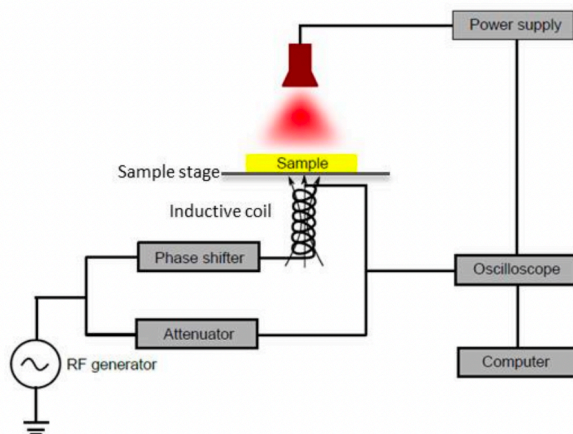 Power supply
Sample
Sample stage
Inductive coil
Phase shifter
Oscilloscope
Attenuator
RF generator
Computer